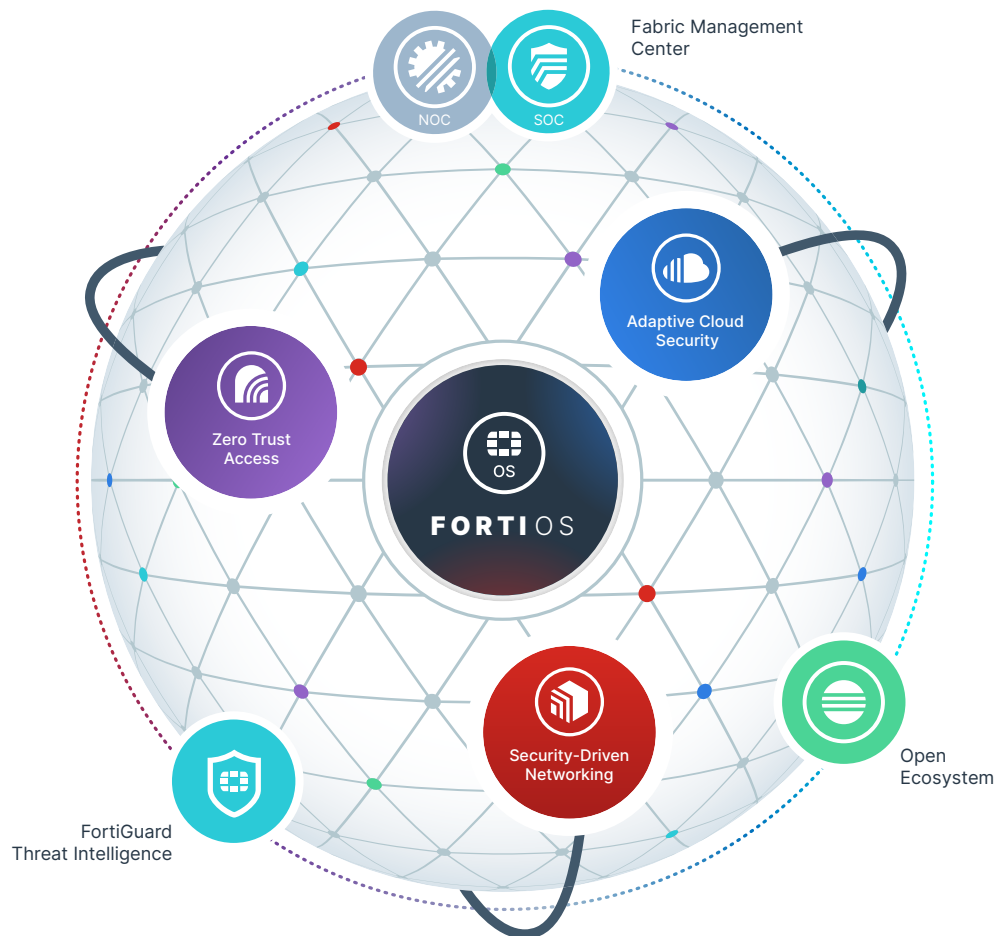 Fabric Management
Center
NOC
SOC
Adaptive Cloud
Security
Zero Trust
Access
OS
FORTIOS
Security-Driven
Networking
Open
Ecosystem
FortiGuard
Threat Intelligence